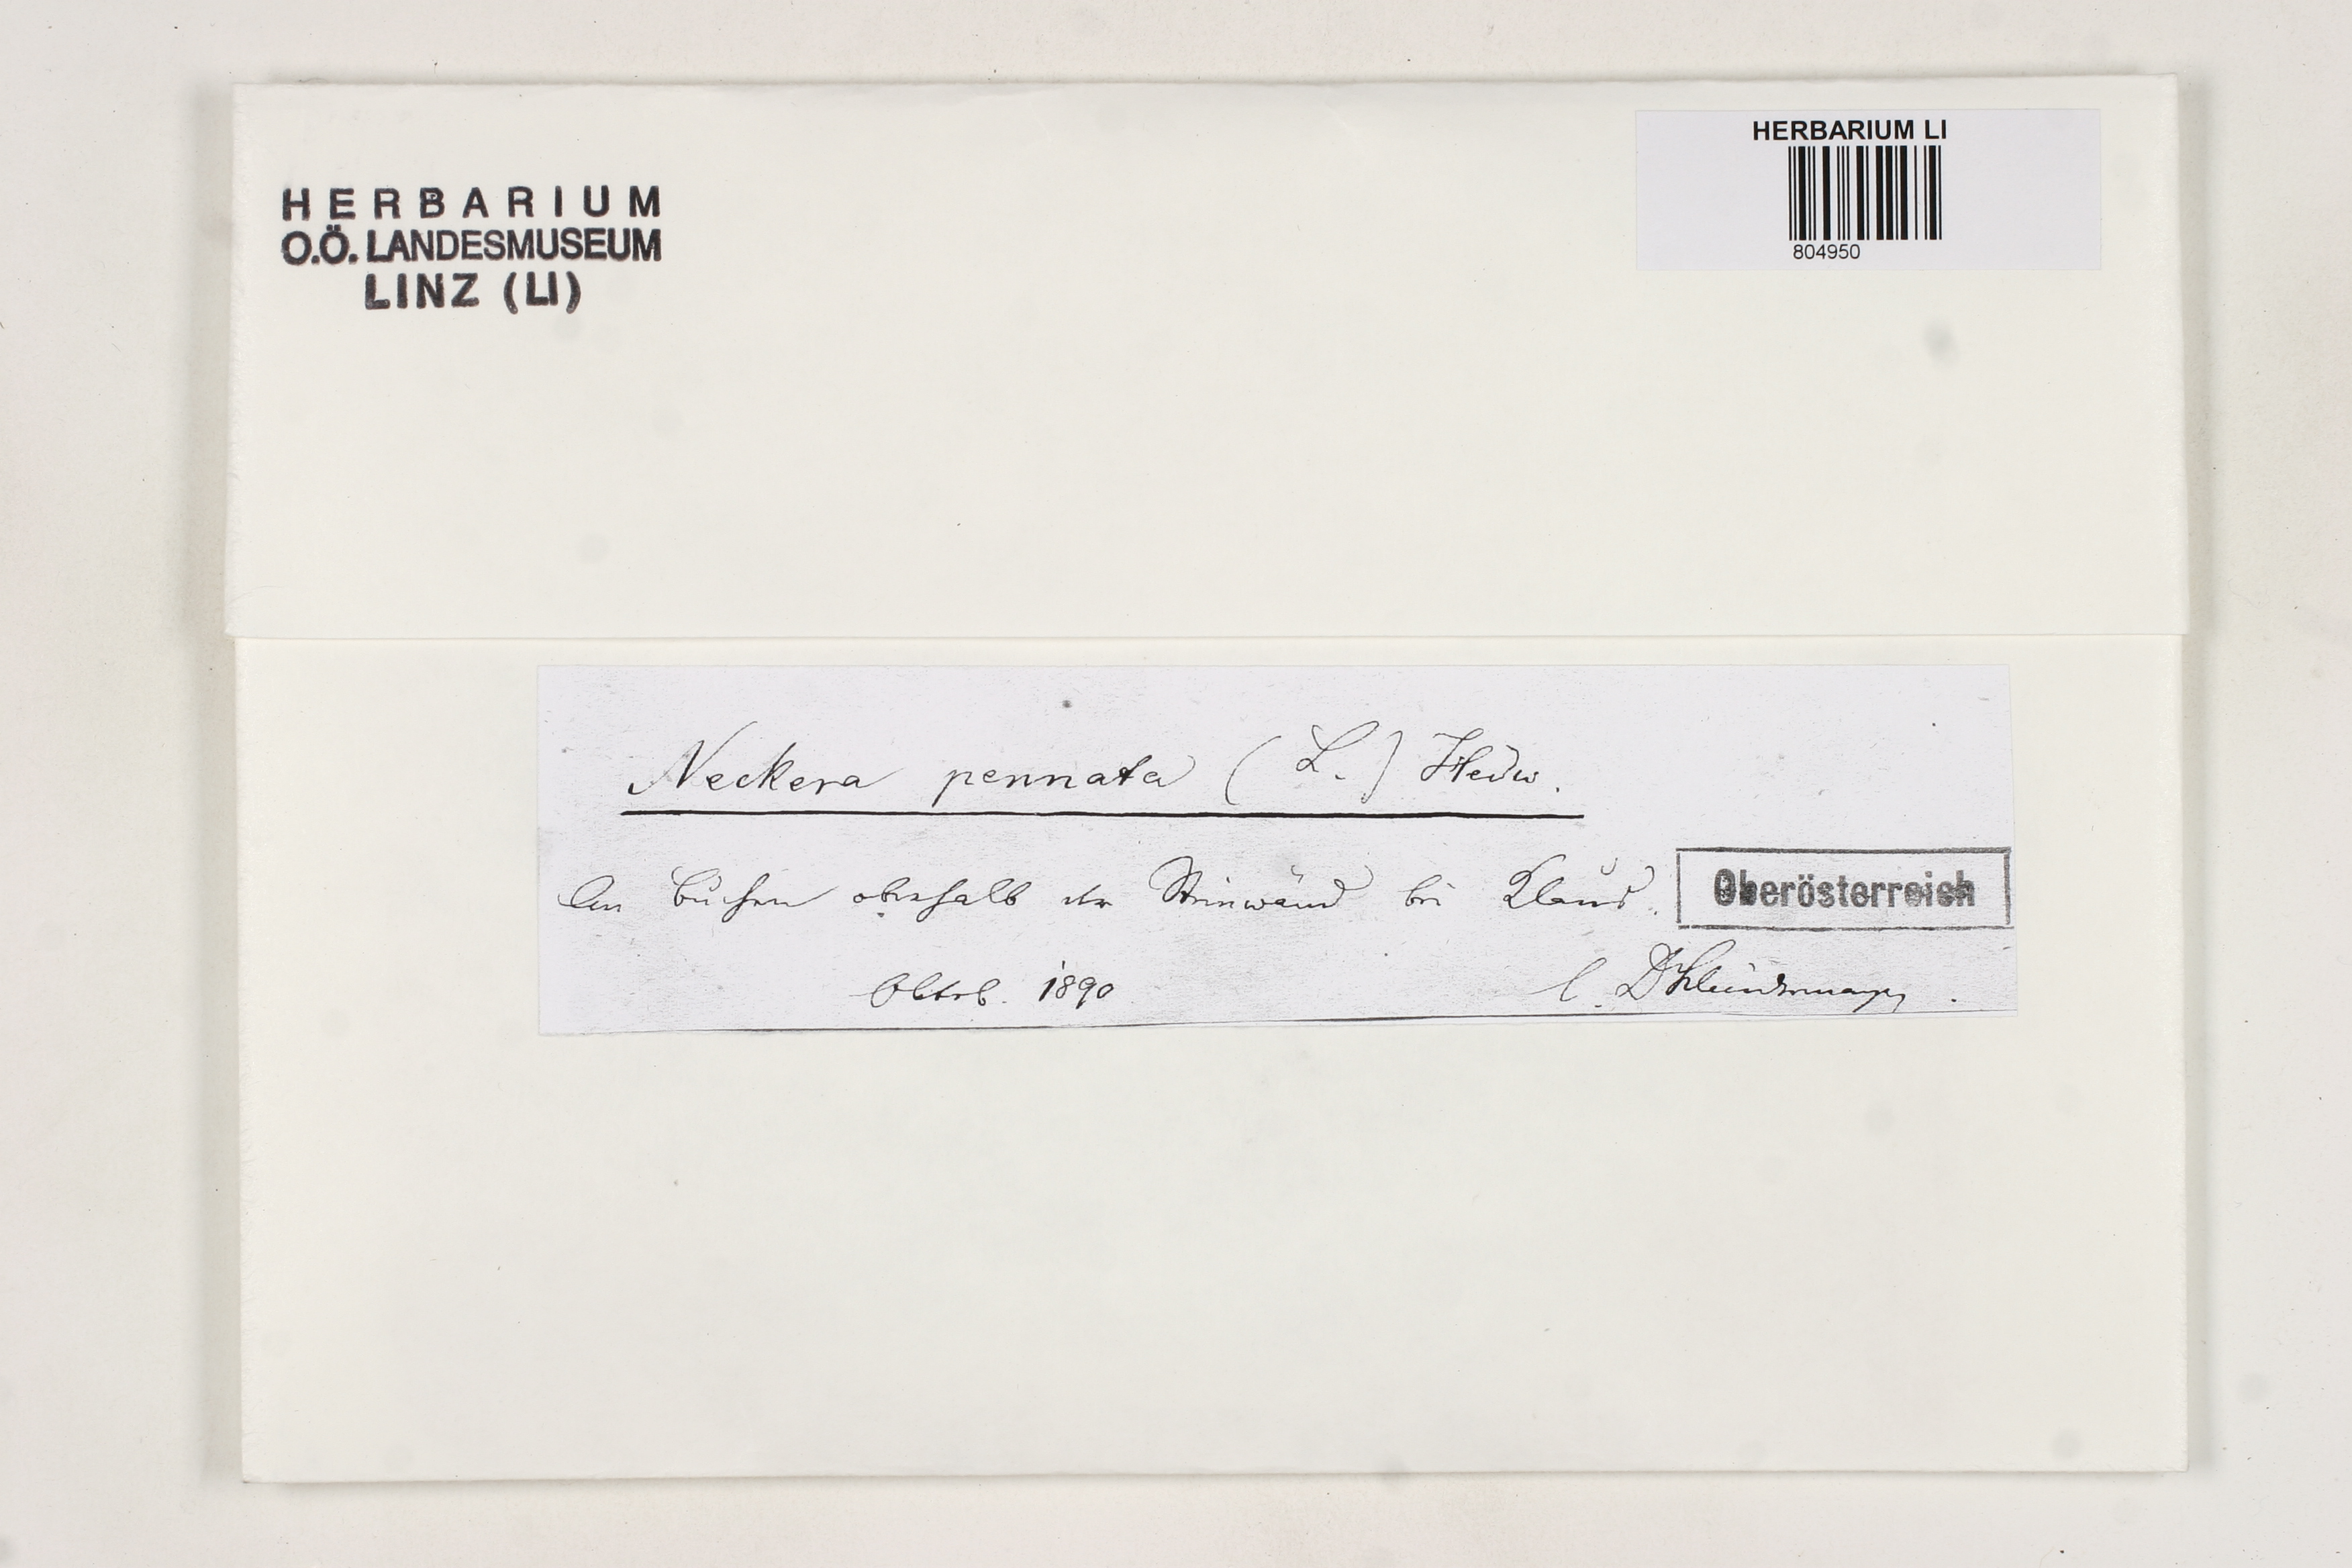 HERBARIUM
O.Ö. LANDESMUSEUM
LINZ (LI)
HERBARIUM LI
804950
Neckera pennata (L.) Hedw.
An Buchen oberhalb der Steinwänd bei Klaus.
Oberösterreich
Oktob. 1890
l.